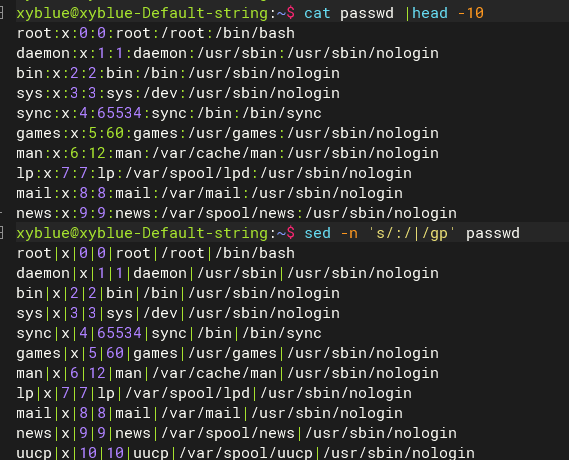 xyblue@xyblue-Default-string:~$ cat passwd |head -10
root:x:0:0:root:/root:/bin/bash
daemon:x:1:1:daemon:/usr/sbin:/usr/sbin/nologin
bin:x:2:2:bin:/bin:/usr/sbin/nologin
sys:x:3:3:sys:/dev:/usr/sbin/nologin
sync:x:4:65534:sync:/bin:/bin/sync
games:x:5:60:games:/usr/games:/usr/sbin/nologin
man:x:6:12:man:/var/cache/man:/usr/sbin/nologin
lp:x:7:7:lp:/var/spool/lpd:/usr/sbin/nologin
mail:x:8:8:mail:/var/mail:/usr/sbin/nologin
news:x:9:9:news:/var/spool/news:/usr/sbin/nologin
xyblue@xyblue-Default-string:~$ sed -n 's/:/|/gp' passwd
root|x|0|0|root|/root|/bin/bash
daemon|x|1|1|daemon|/usr/sbin|/usr/sbin/nologin
bin|x|2|2|bin|/bin|/usr/sbin/nologin
sys|x|3|3|sys|/dev|/usr/sbin/nologin
sync|x|4|65534|sync|/bin|/bin/sync
games|x|5|60|games|/usr/games|/usr/sbin/nologin
man|x|6|12|man|/var/cache/man|/usr/sbin/nologin
lp|x|7|7|lp|/var/spool/lpd|/usr/sbin/nologin
mail|x|8|8|mail|/var/mail|/usr/sbin/nologin
news|x|9|9|news|/var/spool/news|/usr/sbin/nologin
uucp|x|10|10|uucp|/var/spool/uucp|/usr/sbin/nologin